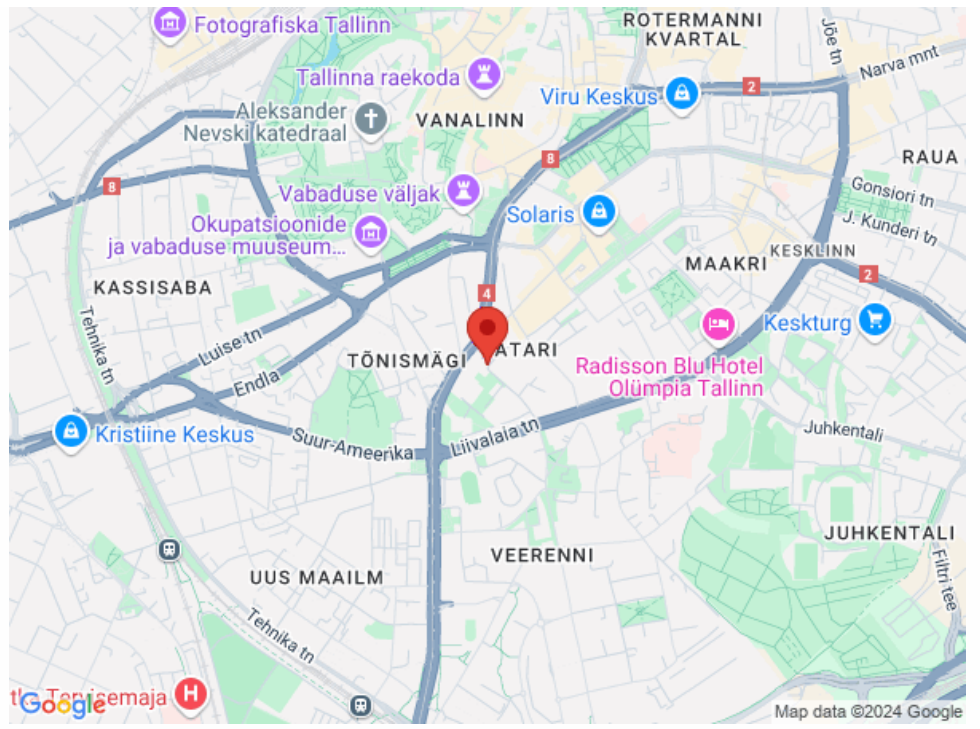 Fotografiska Tallinn
ROTERMANNI
KVARTAL
Jõe tn
Narva mnt
Tallinna raekoda
Viru Keskus
2
Aleksander
Nevski katedraal
VANALINN
8
RAUA
8
Vabaduse väljak
Gonsiori tn
Solaris
J. Kunderi tn
Okupatsioonide
ja vabaduse muuseum...
KESKLINN
MAAKRI
2
KASSISABA
4
Tehnika tn
Luise tn
Keskturg
TÕNISMÄGI
ATARI
Radisson Blu Hotel
Olümpia Tallinn
Endla
Kristiine Keskus
Suur-Ameerika
Liivalaia tn
Juhkentali
JUHKENTALI
VEERENNI
Filtri tee
UUS MAAILM
Tehnika tn
H
Google
Map data ©2024 Google